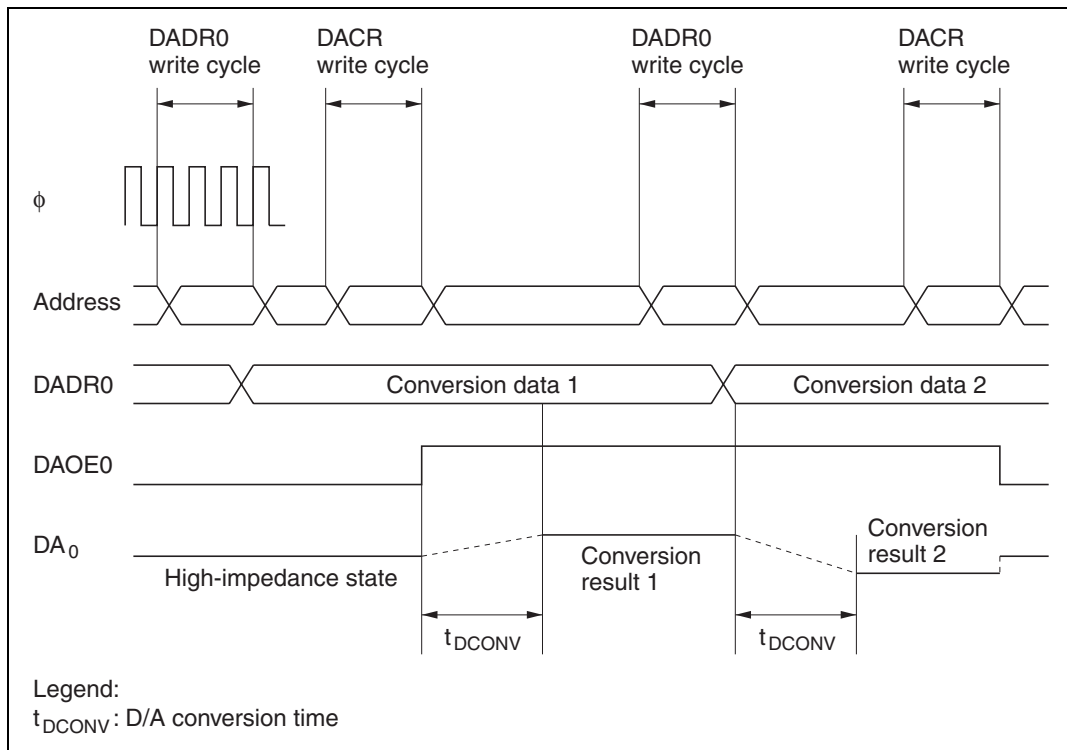 DADR0
write cycle
DACR
write cycle
DADR0
write cycle
DACR
write cycle
ϕ
Address
DADR0
Conversion data 1
Conversion data 2
DAOE0
DA0
High-impedance state
Conversion
result 1
Conversion
result 2
tDCONV
tDCONV
Legend:
tDCONV: D/A conversion time